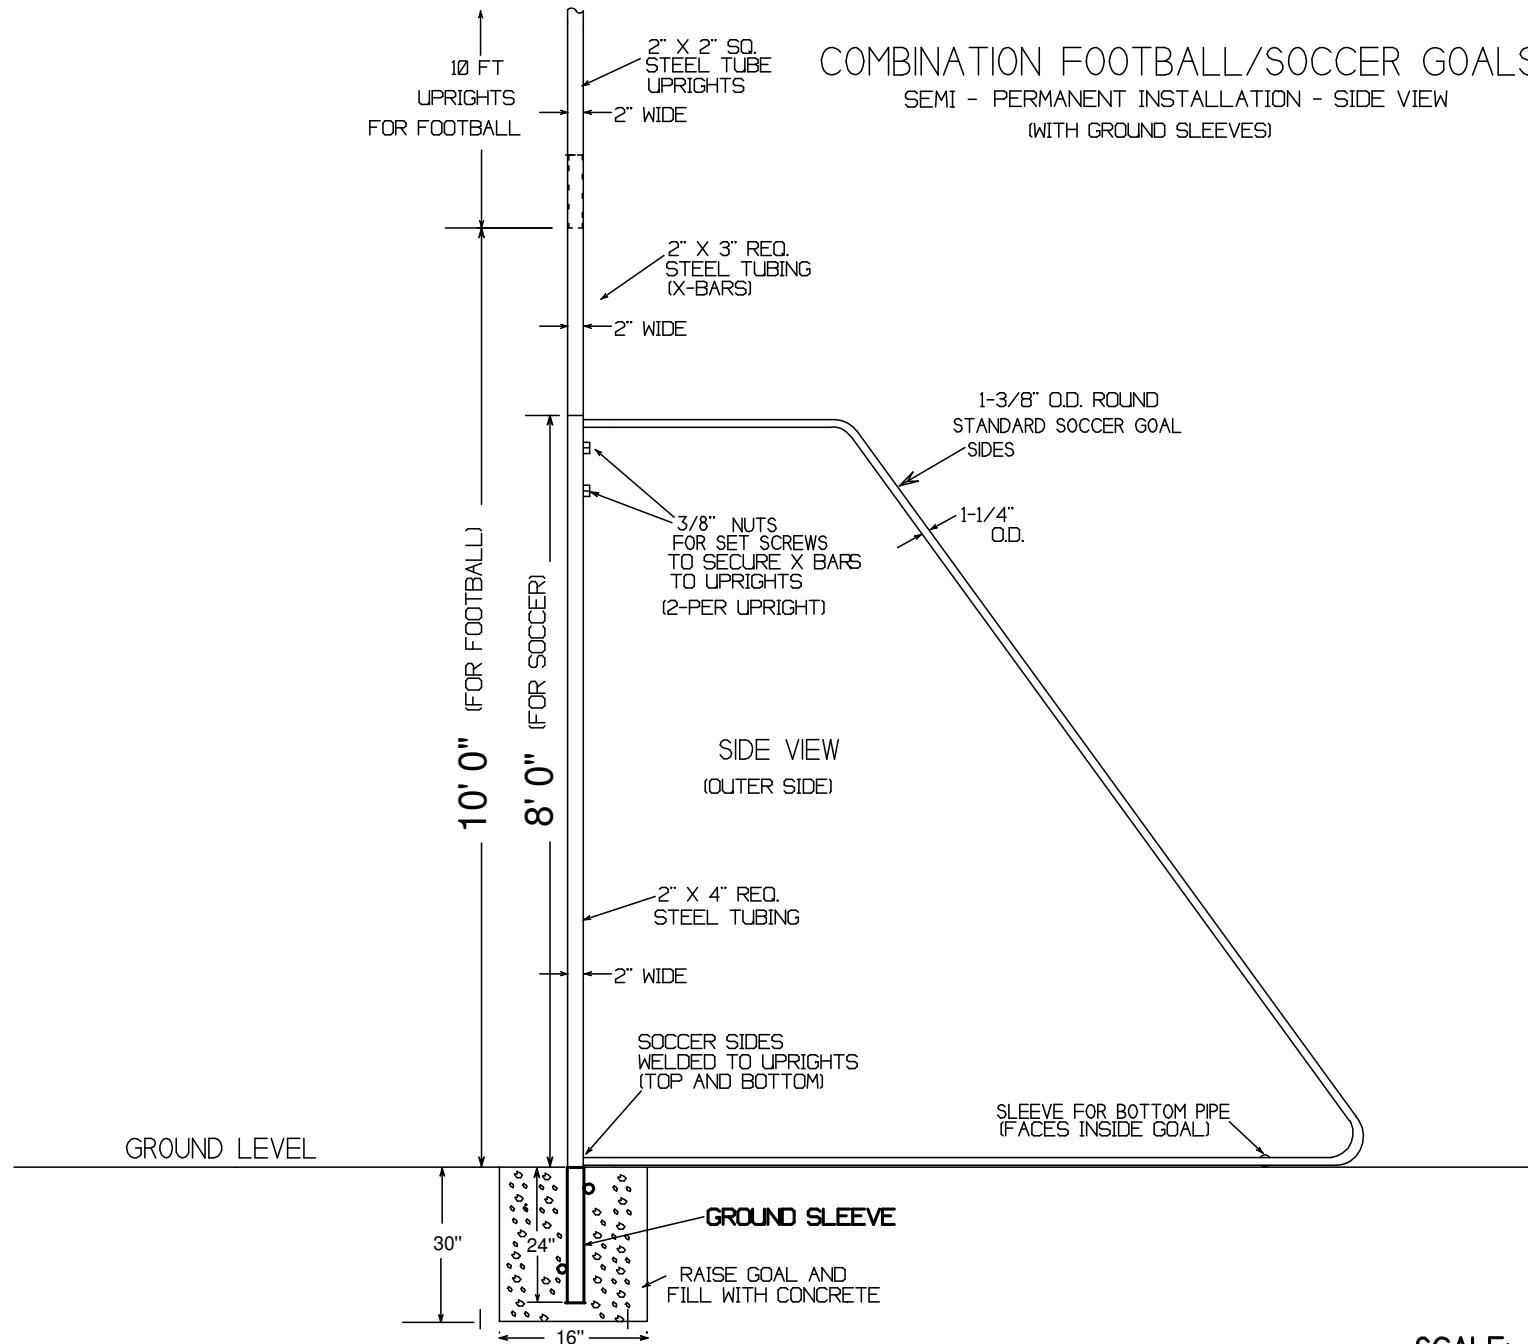 COMBINATION FOOTBALL/SOCCER GOALS
SEMI - PERMANENT INSTALLATION - SIDE VIEW
(WITH GROUND SLEEVES)
10 FT
UPRIGHTS
FOR FOOTBALL
2" X 2" SQ.
STEEL TUBE
UPRIGHTS
2" WIDE
2" X 3" REQ.
STEEL TUBING
(X-BARS)
2" WIDE
1-3/8" O.D. ROUND
STANDARD SOCCER GOAL
SIDES
1-1/4"
O.D.
3/8" NUTS
FOR SET SCREWS
TO SECURE X BARS
TO UPRIGHTS
(2-PER UPRIGHT)
10' 0" (FOR FOOTBALL)
8' 0" (FOR SOCCER)
SIDE VIEW
(OUTER SIDE)
2" X 4" REQ.
STEEL TUBING
2" WIDE
SOCCER SIDES
WELDED TO UPRIGHTS
(TOP AND BOTTOM)
SLEEVE FOR BOTTOM PIPE
(FACES INSIDE GOAL)
GROUND LEVEL
30"
24"
GROUND SLEEVE
RAISE GOAL AND
FILL WITH CONCRETE
16"